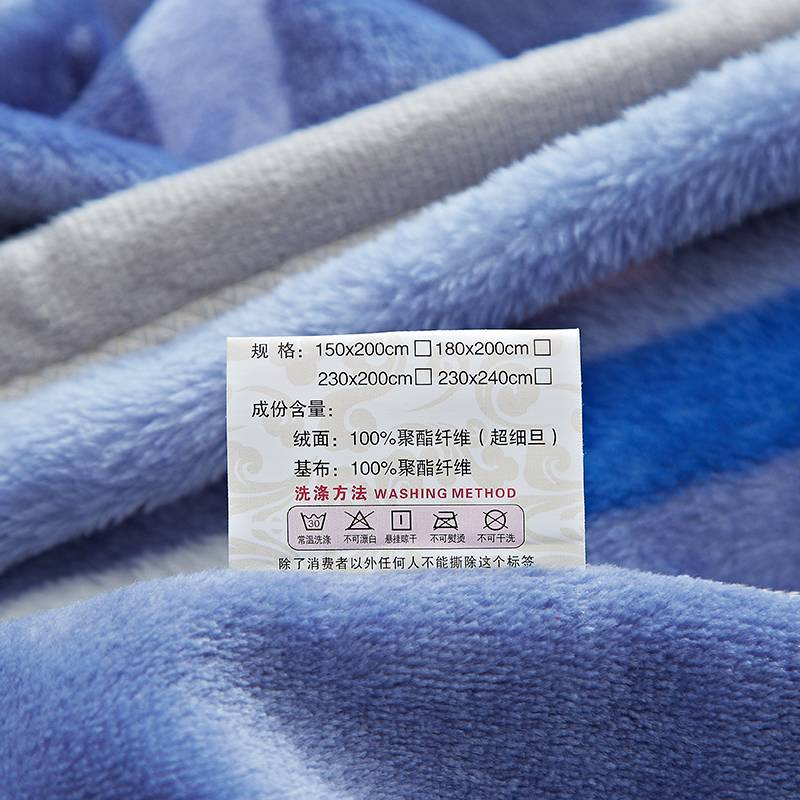 规 格：150x200cm□180x200cm□
230x200cm□ 230x240cm□
成份含量：
绒面：100%聚酯纤维（超细旦）
基布：100%聚酯纤维
洗涤方法 WASHING METHOD
30
常温洗涤 不可漂白 悬挂晾干 不可熨烫 不可干洗
除了消费者以外任何人不能撕除这个标签